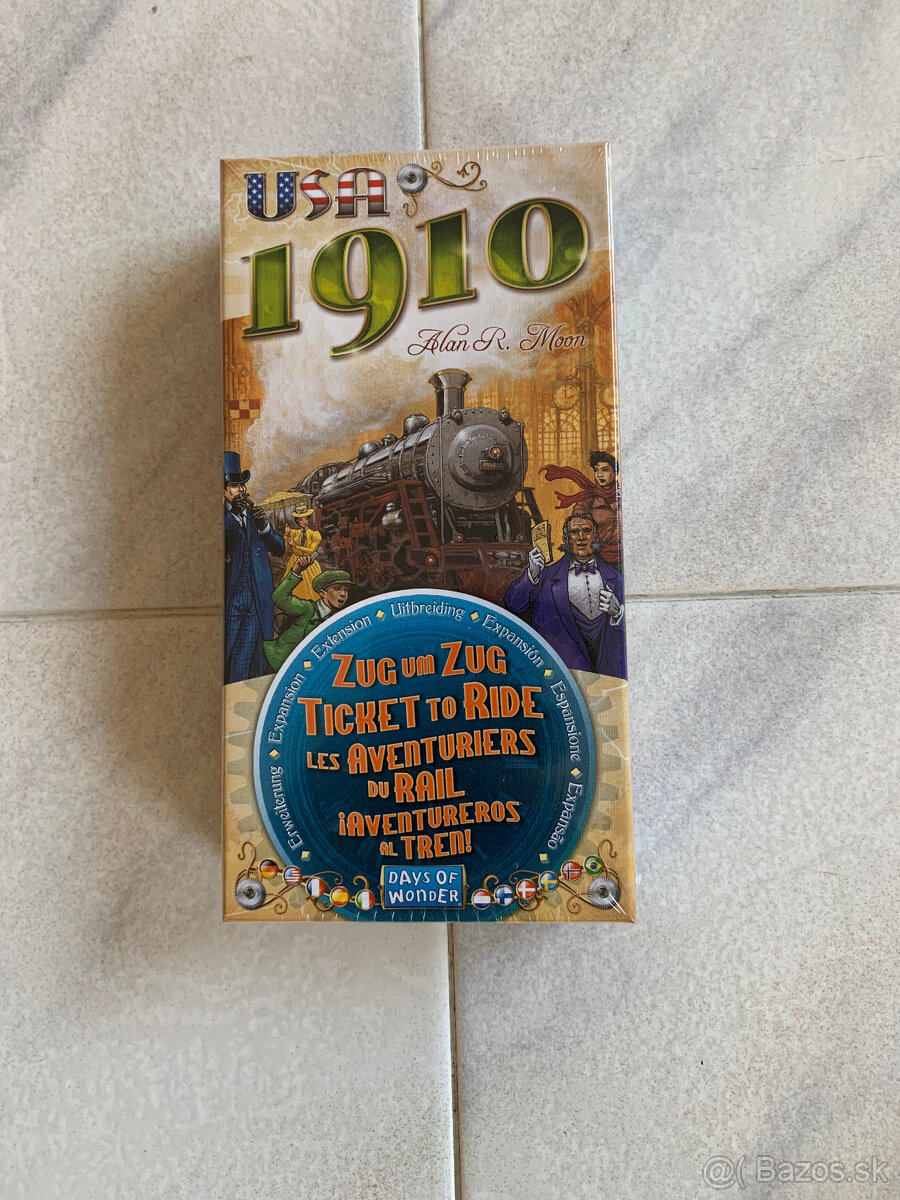 USA
1910
Alan R. Moon
Erweiterung ◆ Expansion ◆ Extension ◆ Uitbreiding ◆ Expansión ◆ Espansione ◆ Expansão
ZUG UM ZUG
TICKET TO RIDE
LES AVENTURIERS
DU RAIL
¡AVENTUREROS
AL TREN!
DAYS OF
WONDER
@( Bazos.sk